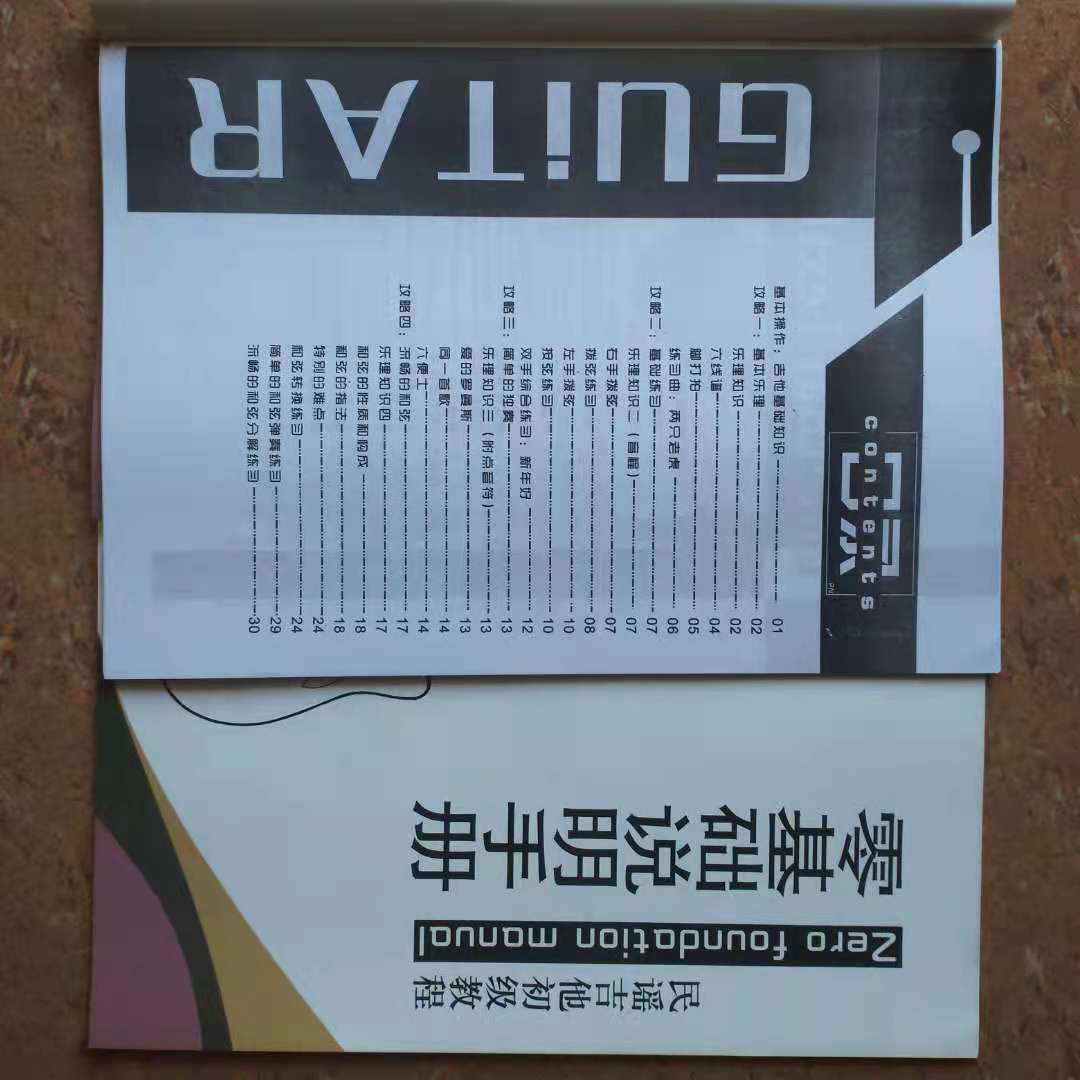 GUiTAR
目录
contents
PN
基本操作：吉他基础知识 01
攻略一：基本乐理 02
乐理知识 02
六线谱 04
脚打拍 05
练习曲：两只老虎 06
攻略二：基础练习 07
乐理知识二（音程） 07
右手拨弦 07
拨弦练习 08
左手拨弦 10
按弦练习 10
双手综合练习：新年好 12
攻略三：简单的独奏 13
乐理知识三（附点音符） 13
爱的罗曼斯 13
同一首歌 14
六便士 14
攻略四：流畅的和弦 17
乐理知识四 17
和弦的性质和构成 18
和弦的指法 18
特别的难点 24
和弦转换练习 24
简单的和弦弹奏练习 29
流畅的和弦分解练习 30
零基础说明手册
Zero foundation manual
民谣吉他初级教程